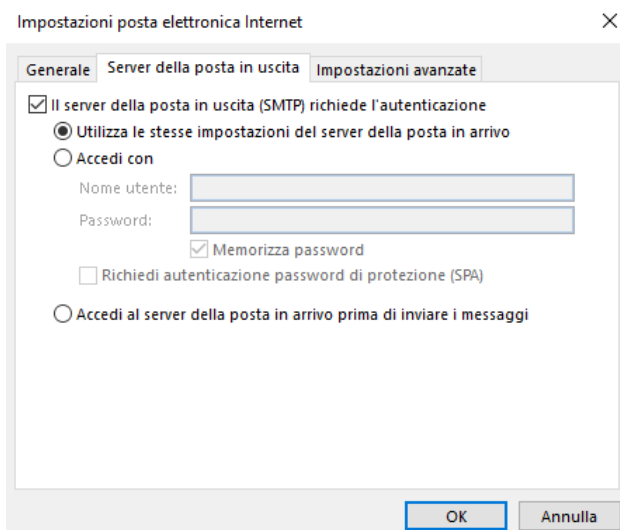 Impostazioni posta elettronica Internet
Generale Server della posta in uscita Impostazioni avanzate
Il server della posta in uscita (SMTP) richiede l'autenticazione
Utilizza le stesse impostazioni del server della posta in arrivo
Accedi con
Nome utente:
Password:
Memorizza password
Richiedi autenticazione password di protezione (SPA)
Accedi al server della posta in arrivo prima di inviare i messaggi
OK Annulla